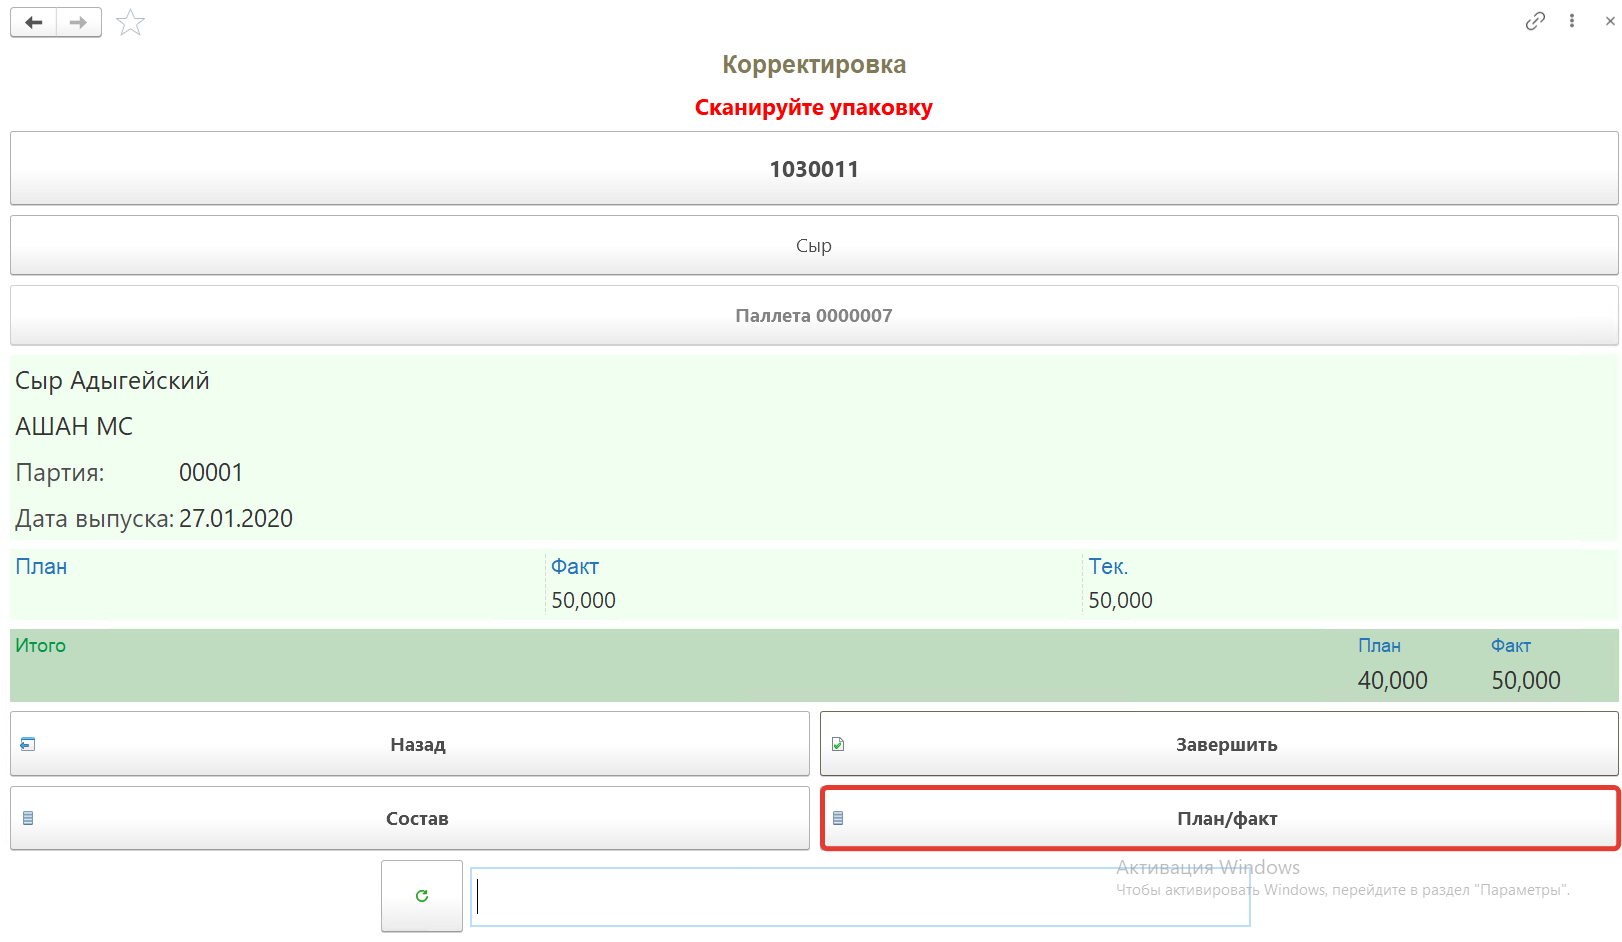 Корректировка
Сканируйте упаковку
1030011
Сыр
Паллета 0000007
Сыр Адыгейский
АШАН МС
Партия: 00001
Дата выпуска: 27.01.2020
План Факт Тек.
50,000 50,000
Итого План Факт
40,000 50,000
Назад Завершить
Состав План/факт
Активация Windows
Чтобы активировать Windows, перейдите в раздел "Параметры".